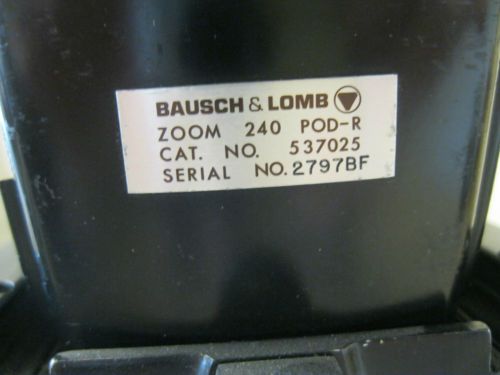 BAUSCH & LOMB
ZOOM 240 POD-R
CAT. NO. 537025
SERIAL NO. 2797BF